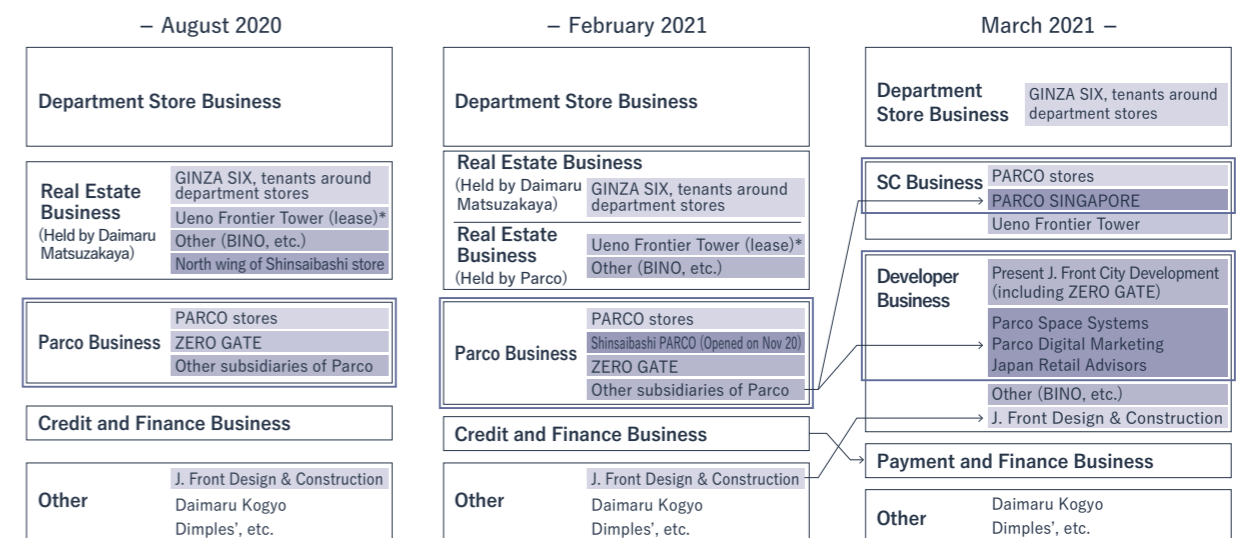 – August 2020
Department Store Business
Real Estate
Business
(Held by Daimaru
Matsuzakaya)
GINZA SIX, tenants around
department stores
Ueno Frontier Tower (lease)*
Other (BINO, etc.)
North wing of Shinsaibashi store
Parco Business
PARCO stores
ZERO GATE
Other subsidiaries of Parco
Credit and Finance Business
Other
J. Front Design & Construction
Daimaru Kogyo
Dimples’, etc.
– February 2021
Department Store Business
Real Estate Business
(Held by Daimaru
Matsuzakaya)
GINZA SIX, tenants around
department stores
Real Estate
Business
(Held by Parco)
Ueno Frontier Tower (lease)*
Other (BINO, etc.)
Parco Business
PARCO stores
Shinsaibashi PARCO (Opened on Nov 20)
ZERO GATE
Other subsidiaries of Parco
Credit and Finance Business
Other
J. Front Design & Construction
Daimaru Kogyo
Dimples’, etc.
March 2021 –
Department
Store Business
GINZA SIX, tenants around
department stores
SC Business
PARCO stores
PARCO SINGAPORE
Ueno Frontier Tower
Developer
Business
Present J. Front City Development
(including ZERO GATE)
Parco Space Systems
Parco Digital Marketing
Japan Retail Advisors
Other (BINO, etc.)
J. Front Design & Construction
Payment and Finance Business
Other
Daimaru Kogyo
Dimples’, etc.